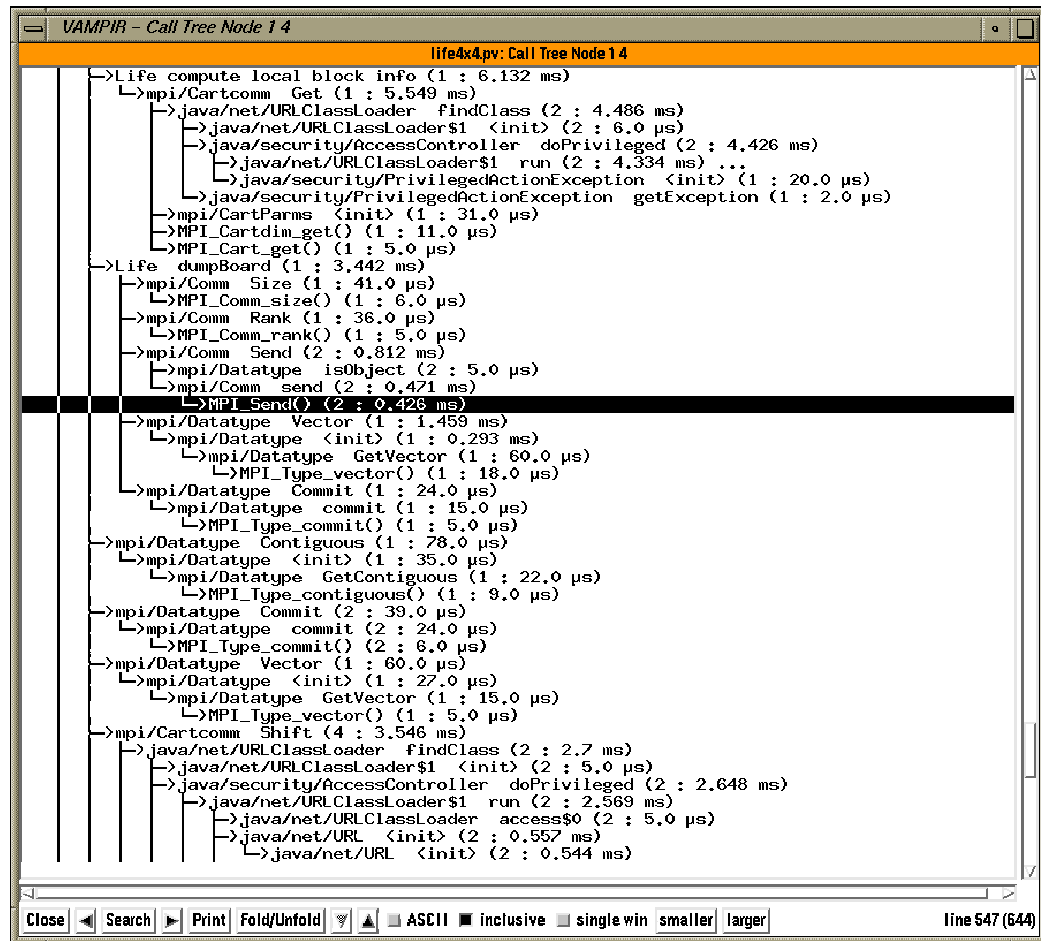 VAMPIR - Call Tree Node 1 4
life4x4.pv: Call Tree Node 1 4
Life compute local block info (1 : 6.132 ms)
mpi/Cartcomm Get (1 : 5.549 ms)
java/net/URLClassLoader findClass (2 : 4.486 ms)
java/net/URLClassLoader$1 <init> (2 : 6.0 µs)
java/security/AccessController doPrivileged (2 : 4.426 ms)
java/net/URLClassLoader$1 run (2 : 4.334 ms) ...
java/security/PrivilegedActionException <init> (1 : 20.0 µs)
java/security/PrivilegedActionException getException (1 : 2.0 µs)
mpi/CartParms <init> (1 : 31.0 µs)
MPI_Cartdim_get() (1 : 11.0 µs)
MPI_Cart_get() (1 : 5.0 µs)
Life dumpBoard (1 : 3.442 ms)
mpi/Comm Size (1 : 41.0 µs)
MPI_Comm_size() (1 : 6.0 µs)
mpi/Comm Rank (1 : 36.0 µs)
MPI_Comm_rank() (1 : 5.0 µs)
mpi/Comm Send (2 : 0.812 ms)
mpi/Datatype isObject (2 : 5.0 µs)
mpi/Comm send (2 : 0.471 ms)
MPI_Send() (2 : 0.426 ms)
mpi/Datatype Vector (1 : 1.459 ms)
mpi/Datatype <init> (1 : 0.293 ms)
mpi/Datatype GetVector (1 : 60.0 µs)
MPI_Type_vector() (1 : 18.0 µs)
mpi/Datatype Commit (1 : 24.0 µs)
mpi/Datatype commit (1 : 15.0 µs)
MPI_Type_commit() (1 : 5.0 µs)
mpi/Datatype Contiguous (1 : 78.0 µs)
mpi/Datatype <init> (1 : 35.0 µs)
mpi/Datatype GetContiguous (1 : 22.0 µs)
MPI_Type_contiguous() (1 : 9.0 µs)
mpi/Datatype Commit (2 : 39.0 µs)
mpi/Datatype commit (2 : 24.0 µs)
MPI_Type_commit() (2 : 6.0 µs)
mpi/Datatype Vector (1 : 60.0 µs)
mpi/Datatype <init> (1 : 27.0 µs)
mpi/Datatype GetVector (1 : 15.0 µs)
MPI_Type_vector() (1 : 5.0 µs)
mpi/Cartcomm Shift (4 : 3.546 ms)
java/net/URLClassLoader findClass (2 : 2.7 ms)
java/net/URLClassLoader$1 <init> (2 : 5.0 µs)
java/security/AccessController doPrivileged (2 : 2.648 ms)
java/net/URLClassLoader$1 run (2 : 2.569 ms)
java/net/URLClassLoader access$0 (2 : 5.0 µs)
java/net/URL <init> (2 : 0.557 ms)
java/net/URL <init> (2 : 0.544 ms)
Close Search Print Fold/Unfold ASCII inclusive single win smaller larger line 547 (644)